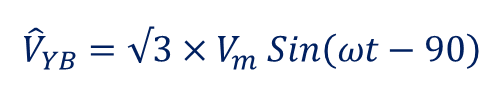 V̂_YB = √3 × V_m Sin(ωt − 90)